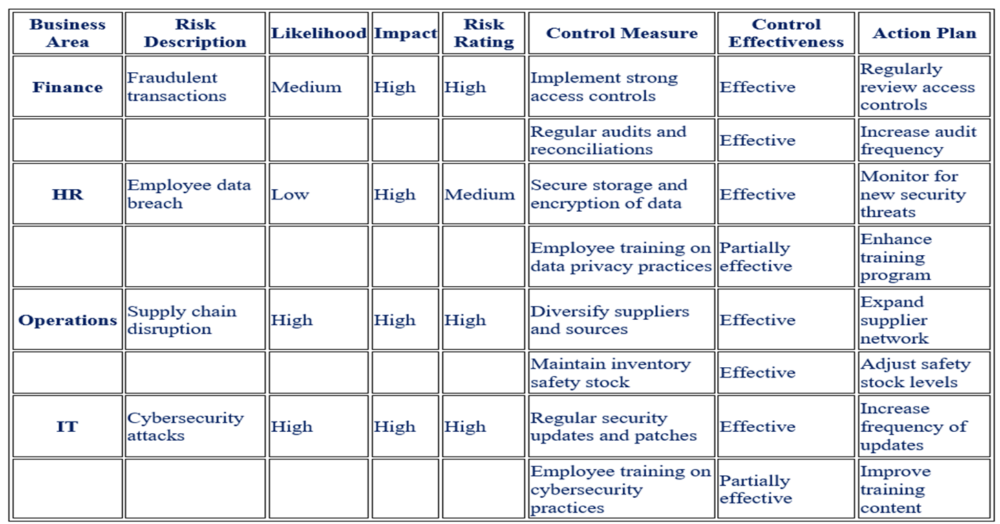 Business Area Risk Description Likelihood Impact Risk Rating Control Measure Control Effectiveness Action Plan
Finance Fraudulent transactions Medium High High Implement strong access controls Effective Regularly review access controls
Regular audits and reconciliations Effective Increase audit frequency
HR Employee data breach Low High Medium Secure storage and encryption of data Effective Monitor for new security threats
Employee training on data privacy practices Partially effective Enhance training program
Operations Supply chain disruption High High High Diversify suppliers and sources Effective Expand supplier network
Maintain inventory safety stock Effective Adjust safety stock levels
IT Cybersecurity attacks High High High Regular security updates and patches Effective Increase frequency of updates
Employee training on cybersecurity practices Partially effective Improve training content